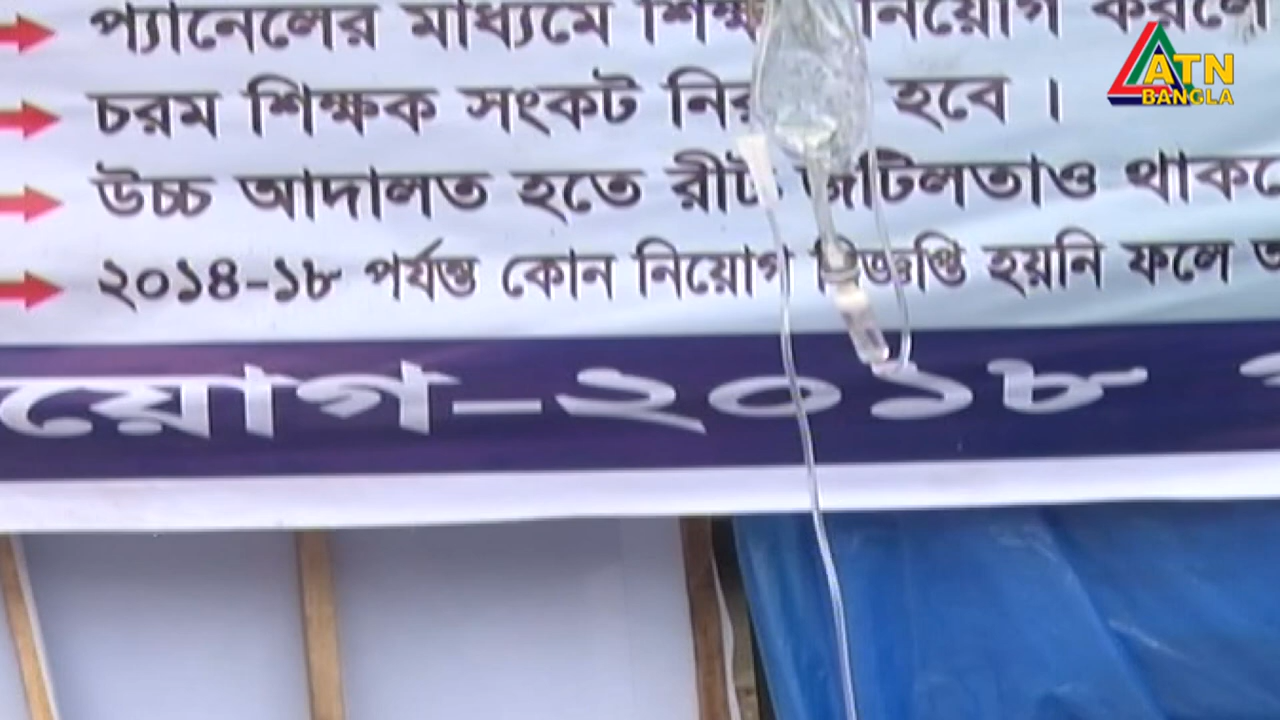 প্যানেলের মাধ্যমে নিয়োগ করলে
ATN
BANGLA
চরম শিক্ষক সংকট হবে ।
উচ্চ আদালত হতে রীট জটিলতাও
২০১৪-১৮ পর্যন্ত কোন নিয়োগ বিজ্ঞপ্তি হয়নি ফলে
২০১৮